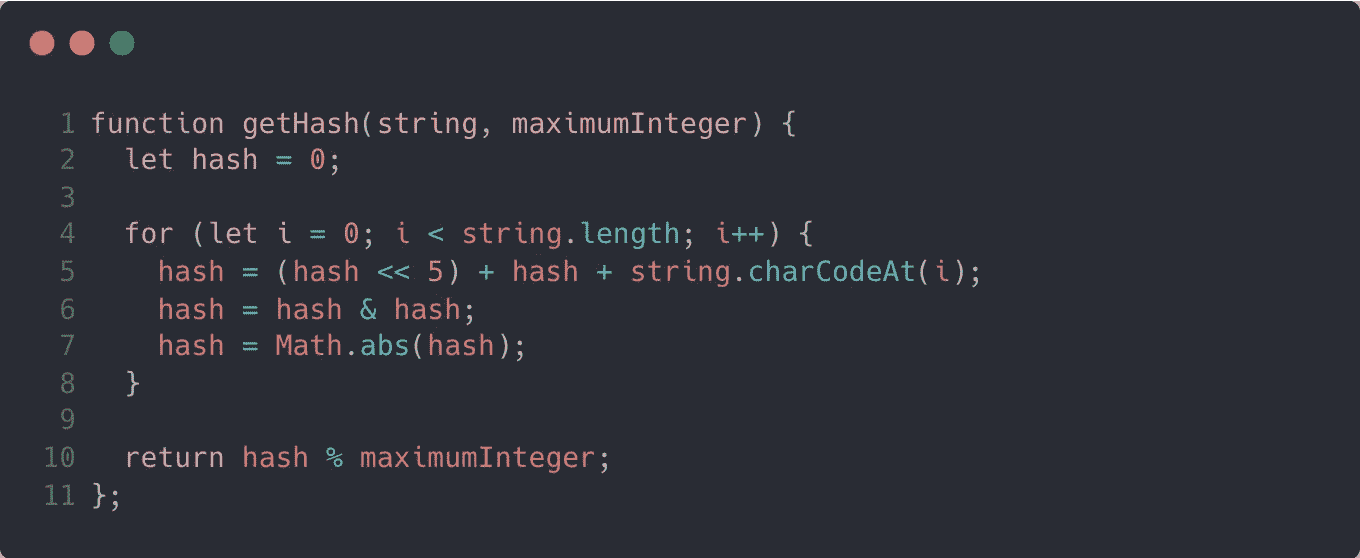 1 function getHash(string, maximumInteger) {
2   let hash = 0;
3
4   for (let i = 0; i < string.length; i++) {
5     hash = (hash << 5) + hash + string.charCodeAt(i);
6     hash = hash & hash;
7     hash = Math.abs(hash);
8   }
9
10   return hash % maximumInteger;
11 };